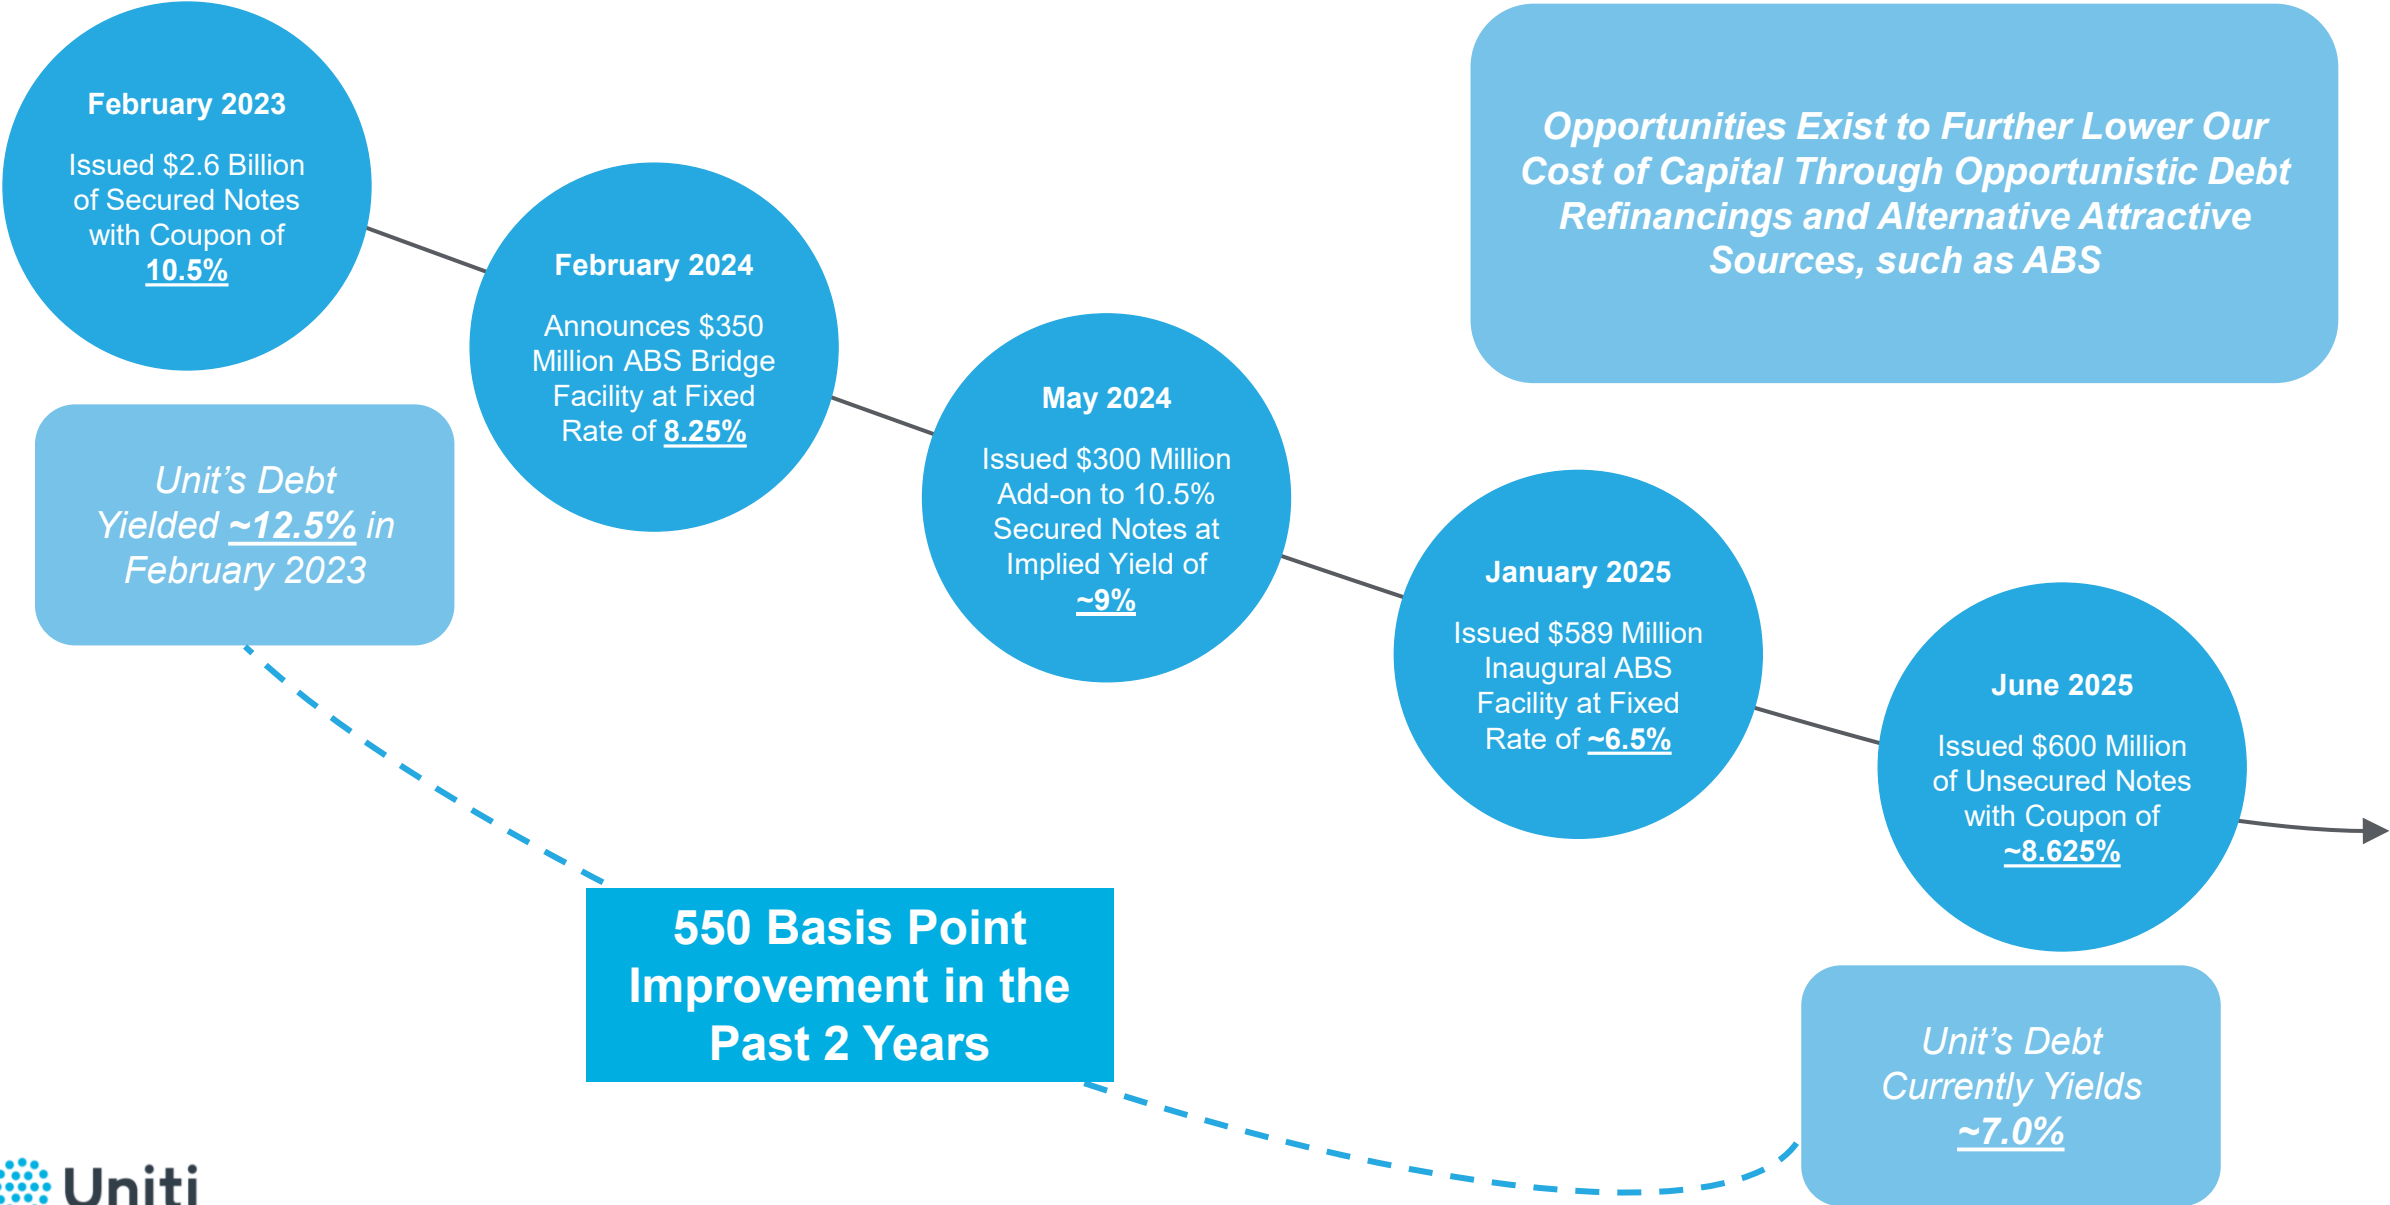 February 2023
Issued $2.6 Billion
of Secured Notes
with Coupon of
10.5%
February 2024
Announces $350
Million ABS Bridge
Facility at Fixed
Rate of 8.25%
May 2024
Issued $300 Million
Add-on to 10.5%
Secured Notes at
Implied Yield of
~9%
January 2025
Issued $589 Million
Inaugural ABS
Facility at Fixed
Rate of ~6.5%
June 2025
Issued $600 Million
of Unsecured Notes
with Coupon of
~8.625%
Opportunities Exist to Further Lower Our
Cost of Capital Through Opportunistic Debt
Refinancings and Alternative Attractive
Sources, such as ABS
Unit’s Debt
Yielded ~12.5% in
February 2023
550 Basis Point
Improvement in the
Past 2 Years
Unit’s Debt
Currently Yields
~7.0%
Uniti